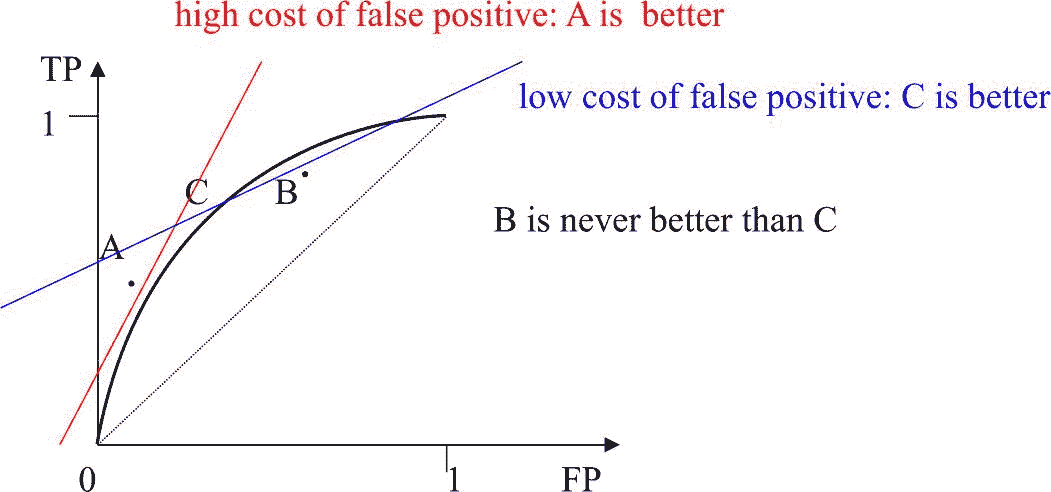 high cost of false positive: A is  better
TP
low cost of false positive: C is better
1
C
B
B is never better than C
A
0
1
FP